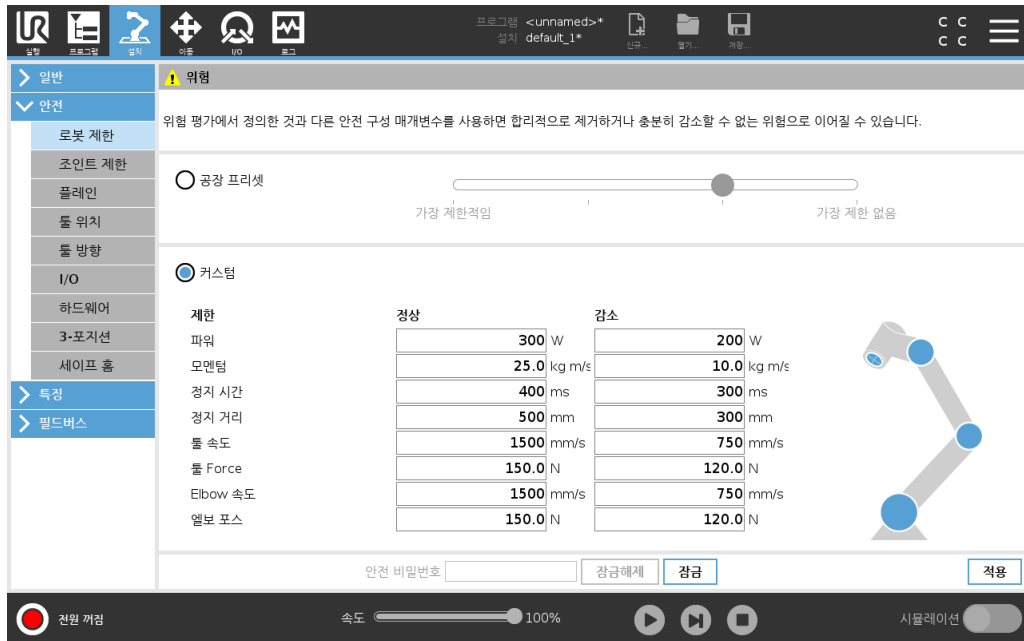 UR
프로그램 <unnamed>*
설치 default_1*
실행 프로그램 설치 이동 I/O 로그
신규... 열기... 저장...
C C
C C
일반
안전
로봇 제한
조인트 제한
플레인
툴 위치
툴 방향
I/O
하드웨어
3-포지션
세이프 홈
특징
필드버스
위험
위험 평가에서 정의한 것과 다른 안전 구성 매개변수를 사용하면 합리적으로 제거하거나 충분히 감소할 수 없는 위험으로 이어질 수 있습니다.
공장 프리셋
가장 제한적임 가장 제한 없음
커스텀
제한 정상 감소
파워 300 W 200 W
모멘텀 25.0 kg m/s 10.0 kg m/s
정지 시간 400 ms 300 ms
정지 거리 500 mm 300 mm
툴 속도 1500 mm/s 750 mm/s
툴 Force 150.0 N 120.0 N
Elbow 속도 1500 mm/s 750 mm/s
엘보 포스 150.0 N 120.0 N
안전 비밀번호 잠금해제 잠금 적용
전원 꺼짐 속도 100% 시뮬레이션